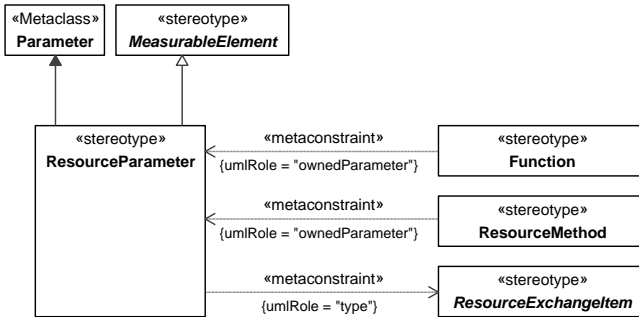 «Metaclass»
Parameter
«stereotype»
MeasurableElement
«stereotype»
ResourceParameter
«metaconstraint»
{umlRole = "ownedParameter"}
«stereotype»
Function
«metaconstraint»
{umlRole = "ownedParameter"}
«stereotype»
ResourceMethod
«metaconstraint»
{umlRole = "type"}
«stereotype»
ResourceExchangeItem